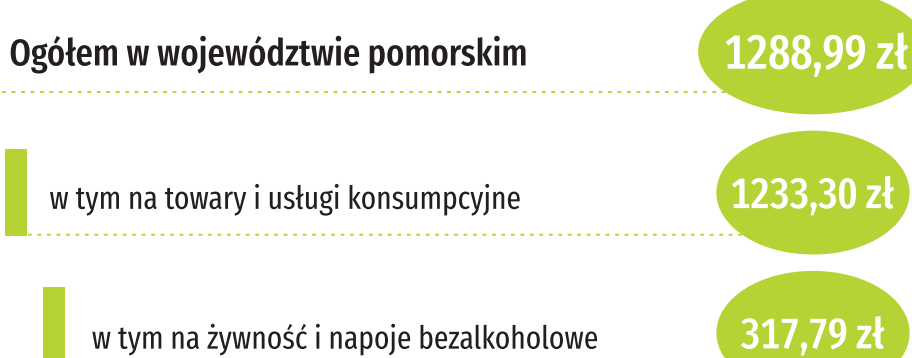 Ogółem w województwie pomorskim 1288,99 zł
w tym na towary i usługi konsumpcyjne 1233,30 zł
w tym na żywność i napoje bezalkoholowe 317,79 zł